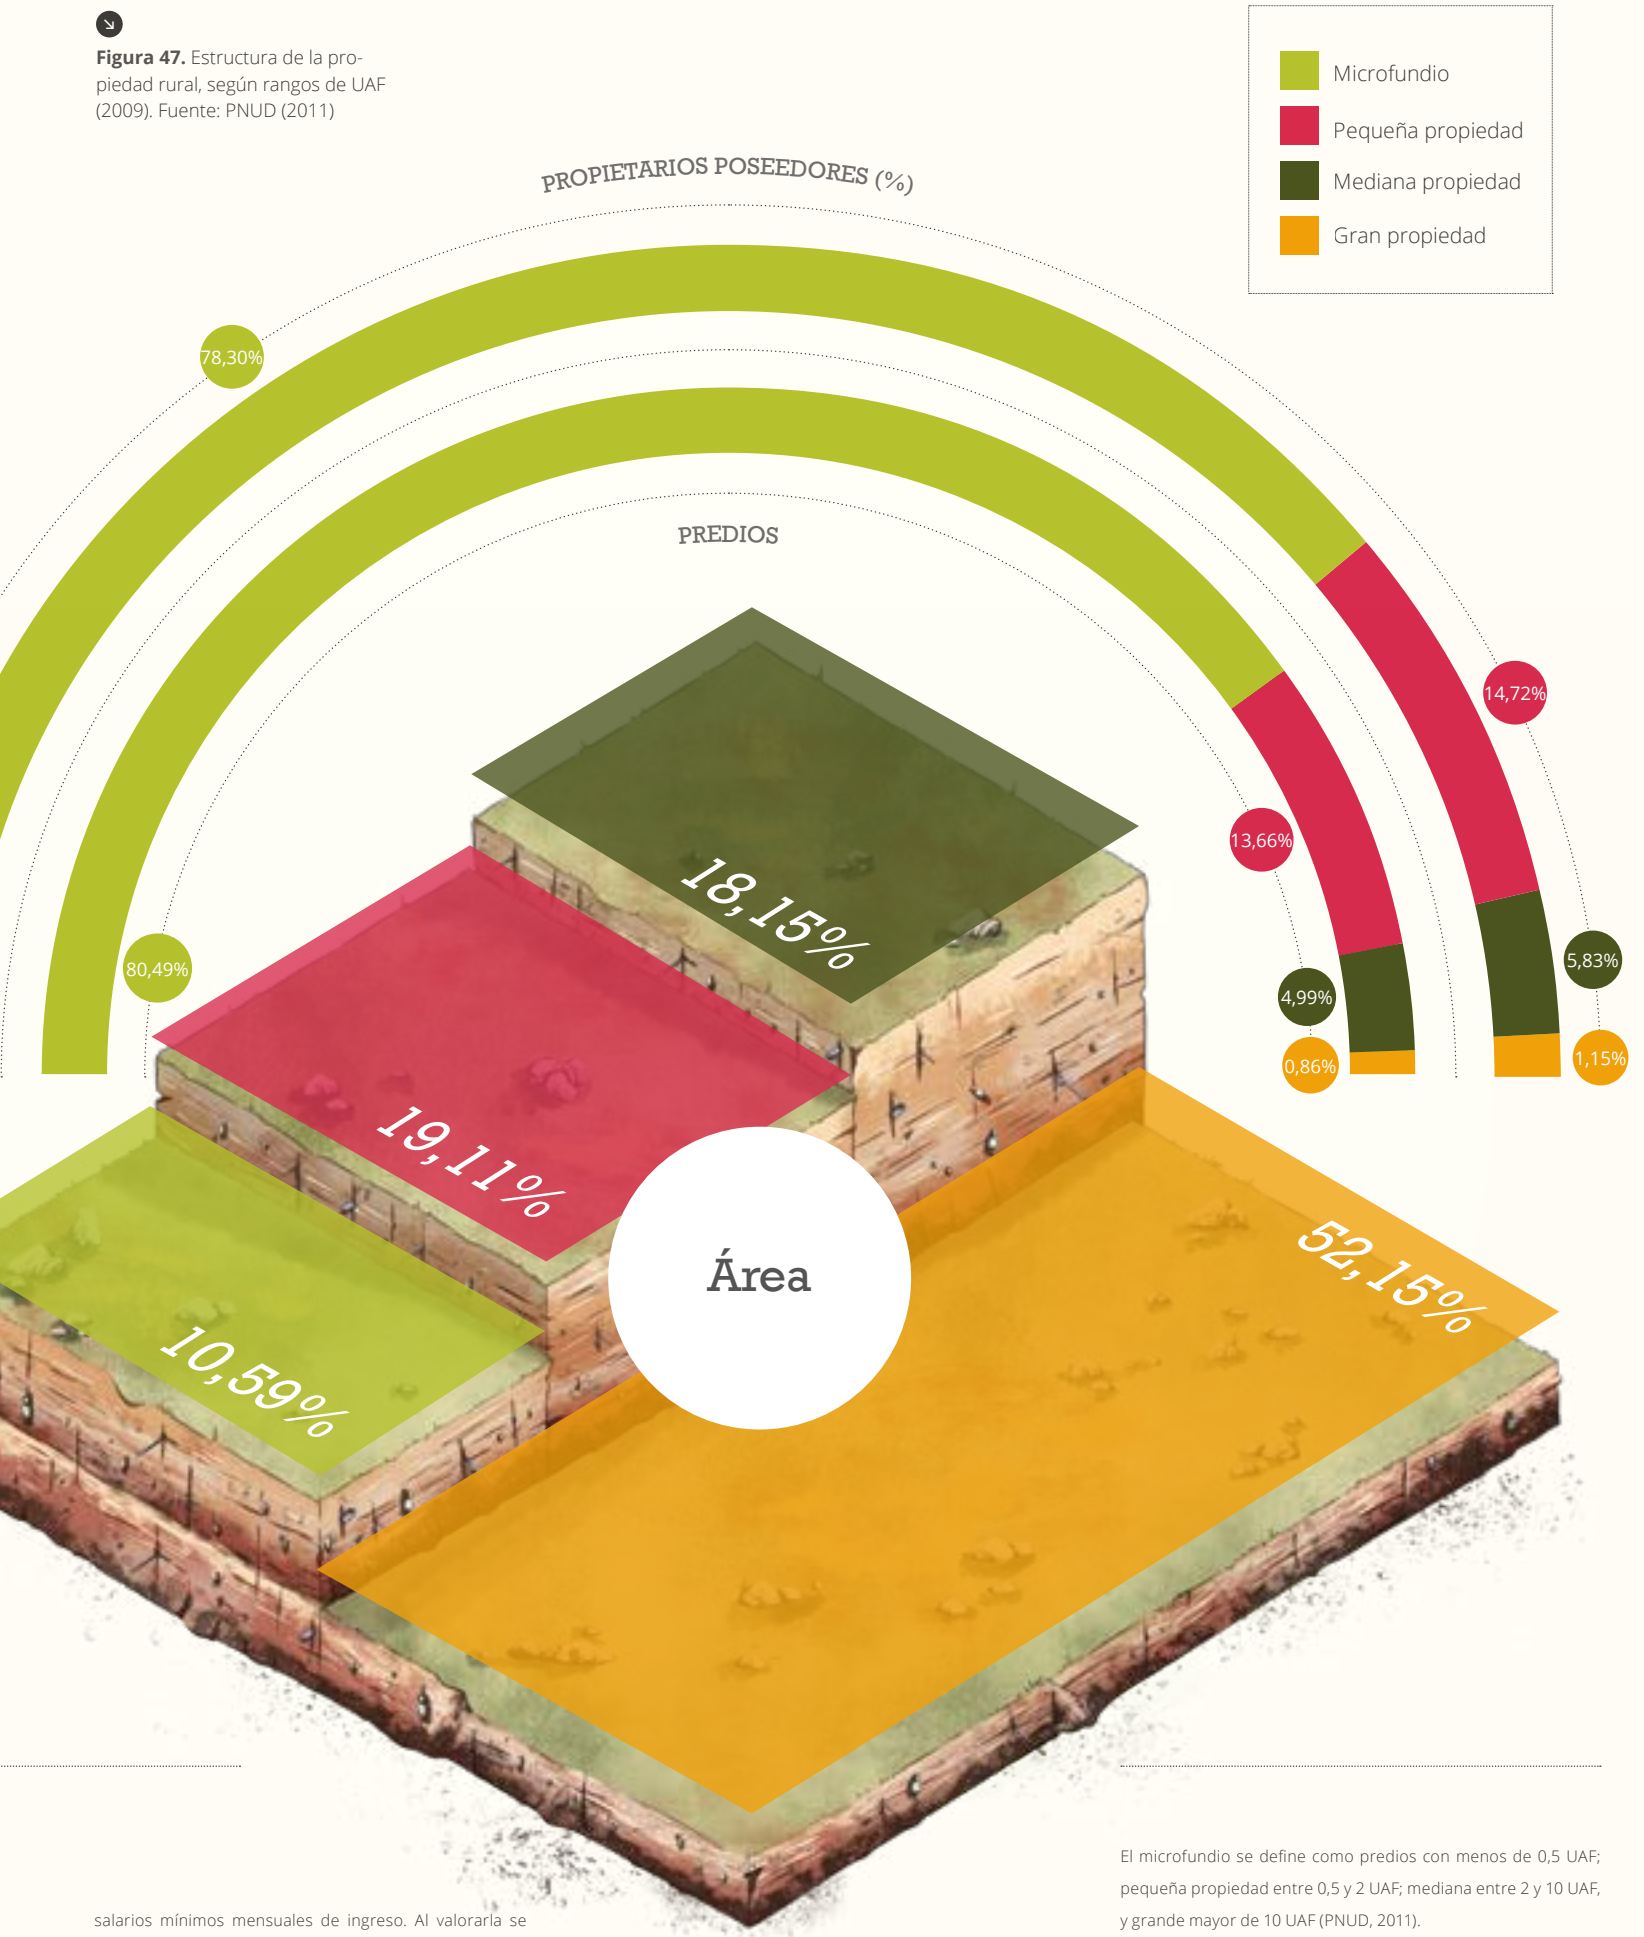 Figura 47. Estructura de la pro-
piedad rural, según rangos de UAF
(2009). Fuente: PNUD (2011)
Microfundio
Pequeña propiedad
Mediana propiedad
Gran propiedad
PROPIETARIOS POSEEDORES (%)
78,30%
14,72%
5,83%
1,15%
PREDIOS
80,49%
13,66%
4,99%
0,86%
18,15%
19,11%
10,59%
52,15%
Área
salarios mínimos mensuales de ingreso. Al valorarla se
El microfundio se define como predios con menos de 0,5 UAF;
pequeña propiedad entre 0,5 y 2 UAF; mediana entre 2 y 10 UAF,
y grande mayor de 10 UAF (PNUD, 2011).